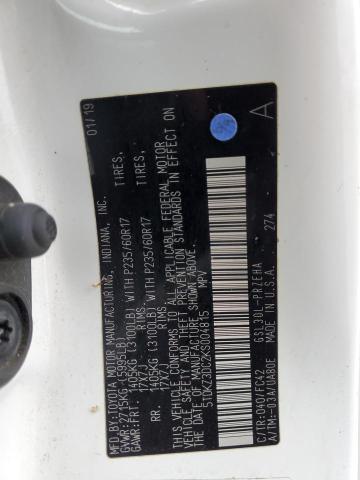 MFD. BY:
TOYOTA MOTOR MANUFACTURING, INDIANA, INC. 01/19
GVWR: 2715KG (5985LB)
GAWR: FRT. 1405KG (3100LB) WITH P235/60R17 TIRES,
17X7J RIMS,
RR. 1405KG (3100LB) WITH P235/60R17 TIRES,
17X7J RIMS
THIS VEHICLE CONFORMS TO ALL APPLICABLE FEDERAL MOTOR
VEHICLE SAFETY AND THEFT PREVENTION STANDARDS IN EFFECT ON
THE DATE OF MANUFACTURE SHOWN ABOVE.
5TDKZ3DC2KS004815 MPV
A
C/TR:040/FC42 GSL30L-PRZEHA
A/TM:-03A/UA80E MADE IN U.S.A. 274